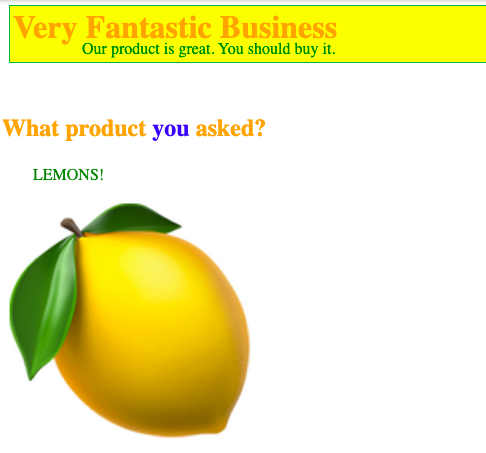 Very Fantastic Business
Our product is great. You should buy it.
What product you asked?
LEMONS!